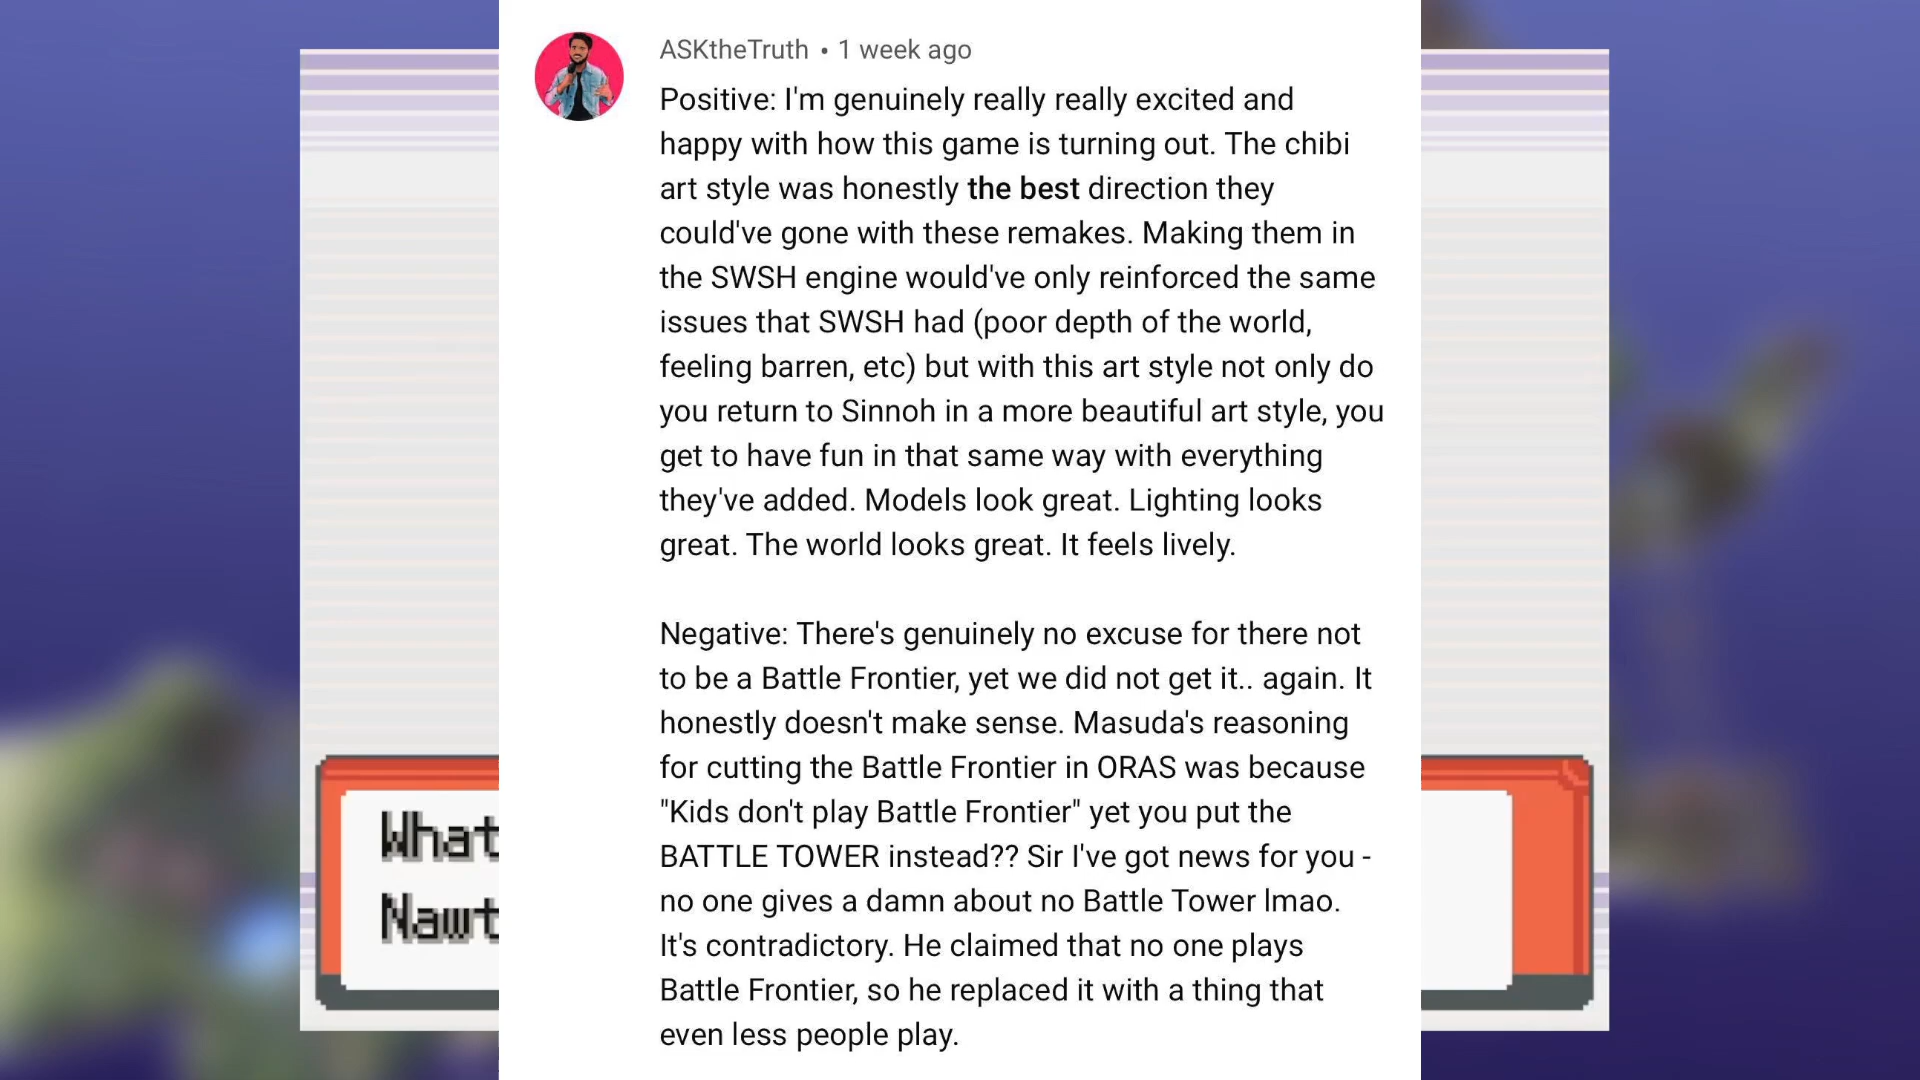 ASKtheTruth • 1 week ago
Positive: I'm genuinely really really excited and
happy with how this game is turning out. The chibi
art style was honestly the best direction they
could've gone with these remakes. Making them in
the SWSH engine would've only reinforced the same
issues that SWSH had (poor depth of the world,
feeling barren, etc) but with this art style not only do
you return to Sinnoh in a more beautiful art style, you
get to have fun in that same way with everything
they've added. Models look great. Lighting looks
great. The world looks great. It feels lively.
Negative: There's genuinely no excuse for there not
to be a Battle Frontier, yet we did not get it.. again. It
honestly doesn't make sense. Masuda's reasoning
for cutting the Battle Frontier in ORAS was because
"Kids don't play Battle Frontier" yet you put the
BATTLE TOWER instead?? Sir I've got news for you -
no one gives a damn about no Battle Tower lmao.
It's contradictory. He claimed that no one plays
Battle Frontier, so he replaced it with a thing that
even less people play.
What
Nawt